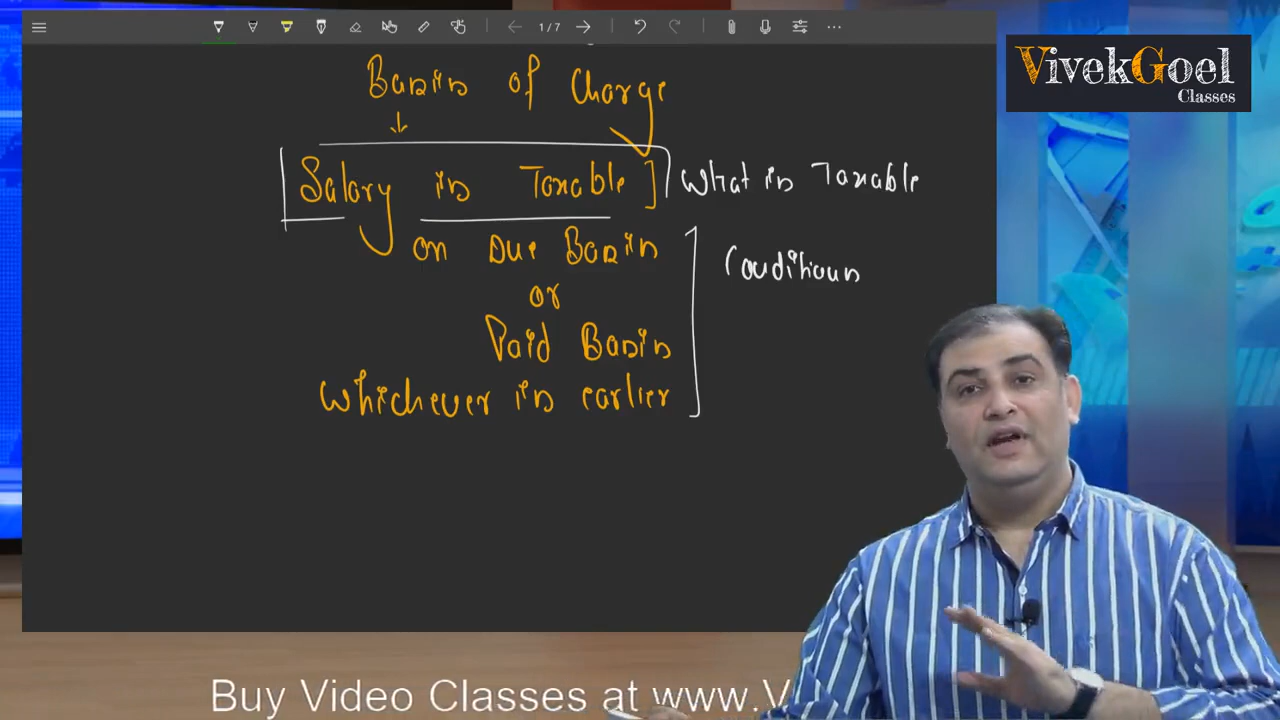 1/7
VivekGoel
Classes
Basis of Charge
Salary is Taxable] What is Taxable
on Due Basis
Conditions
or
Paid Basis
Whichever is earlier
Buy Video Classes at www.V